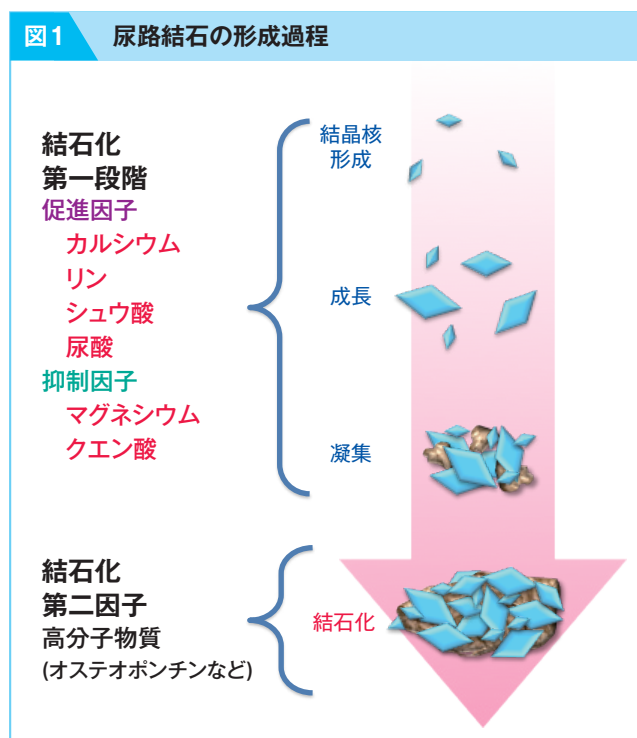 図1 尿路結石の形成過程
結石化
第一段階
促進因子
カルシウム
リン
シュウ酸
尿酸
抑制因子
マグネシウム
クエン酸
結晶核
形成
成長
凝集
結石化
第二因子
高分子物質
(オステオポンチンなど)
結石化